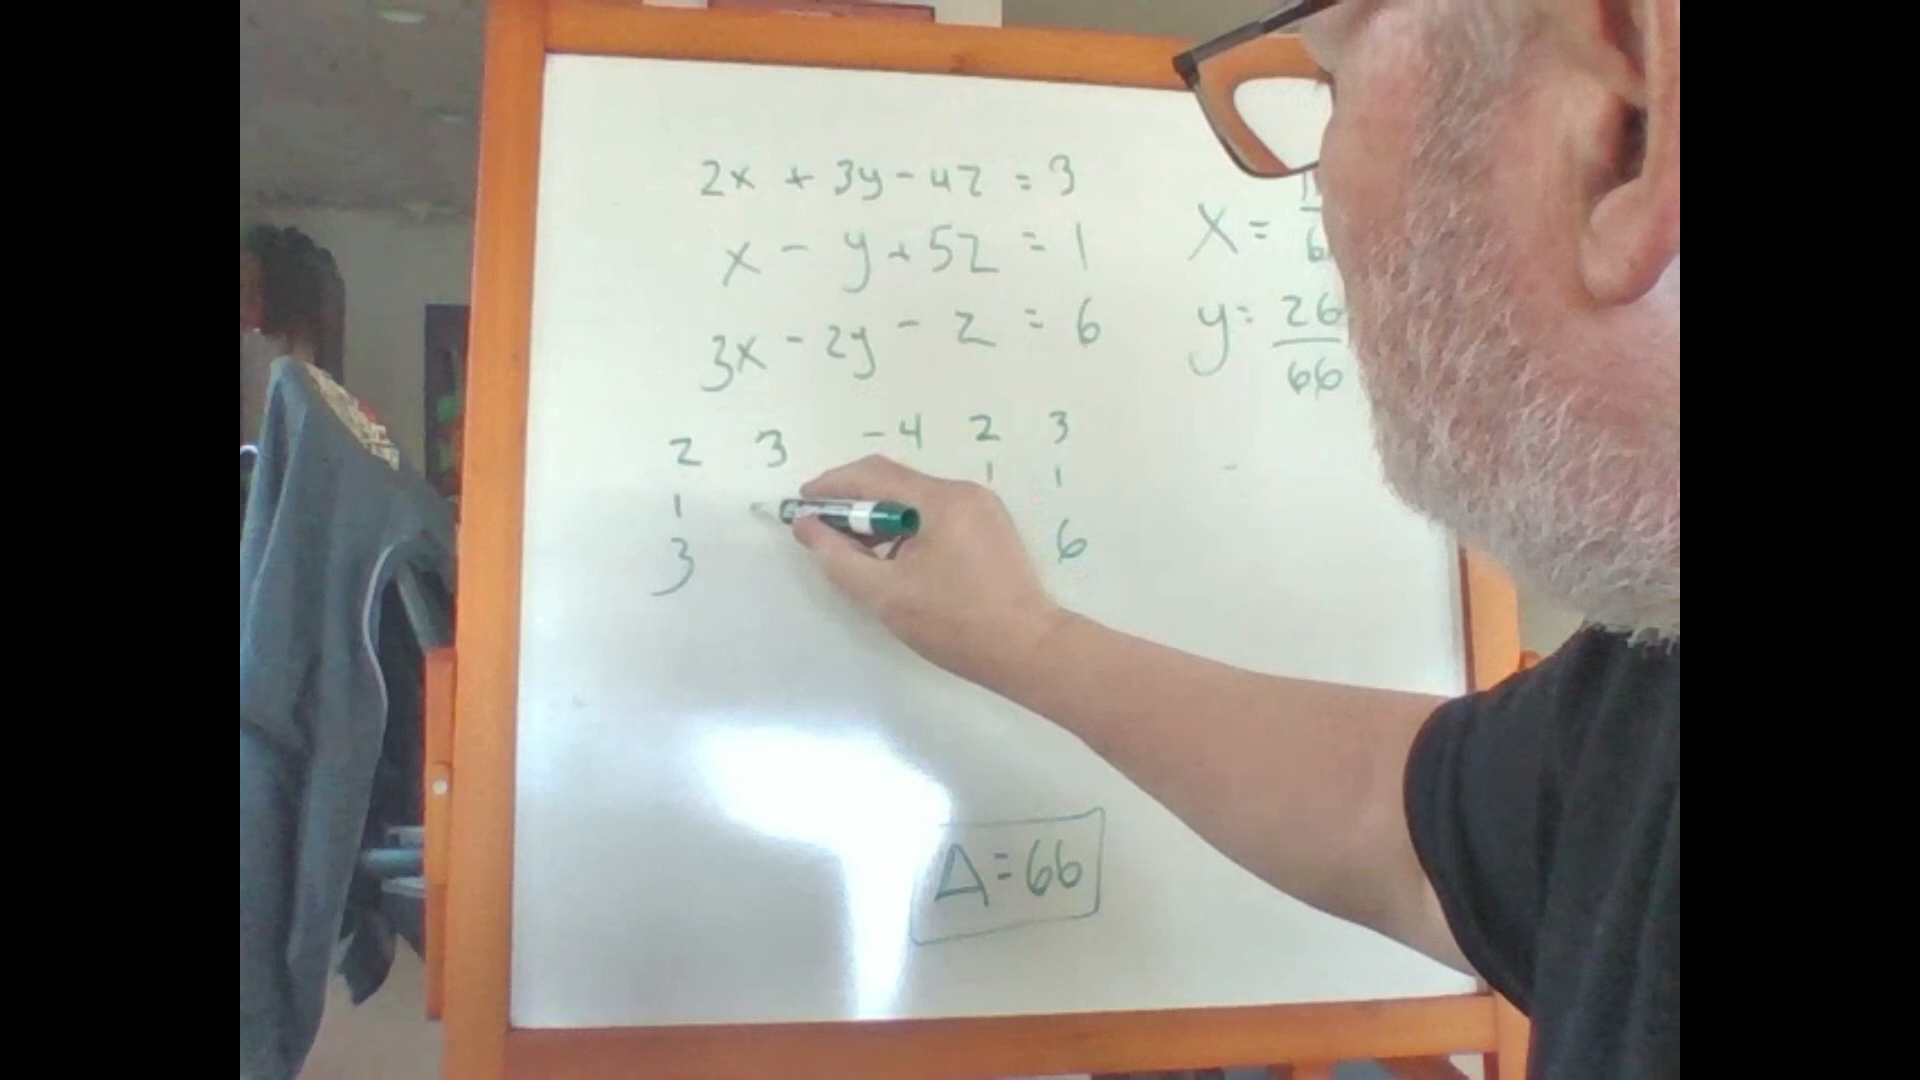 2x + 3y - 4z = 3
x - y + 5z = 1
3x - 2y - z = 6
x =
y = 26/66
2 3 -4 2 3
1 1 1
3 6
Δ = 66